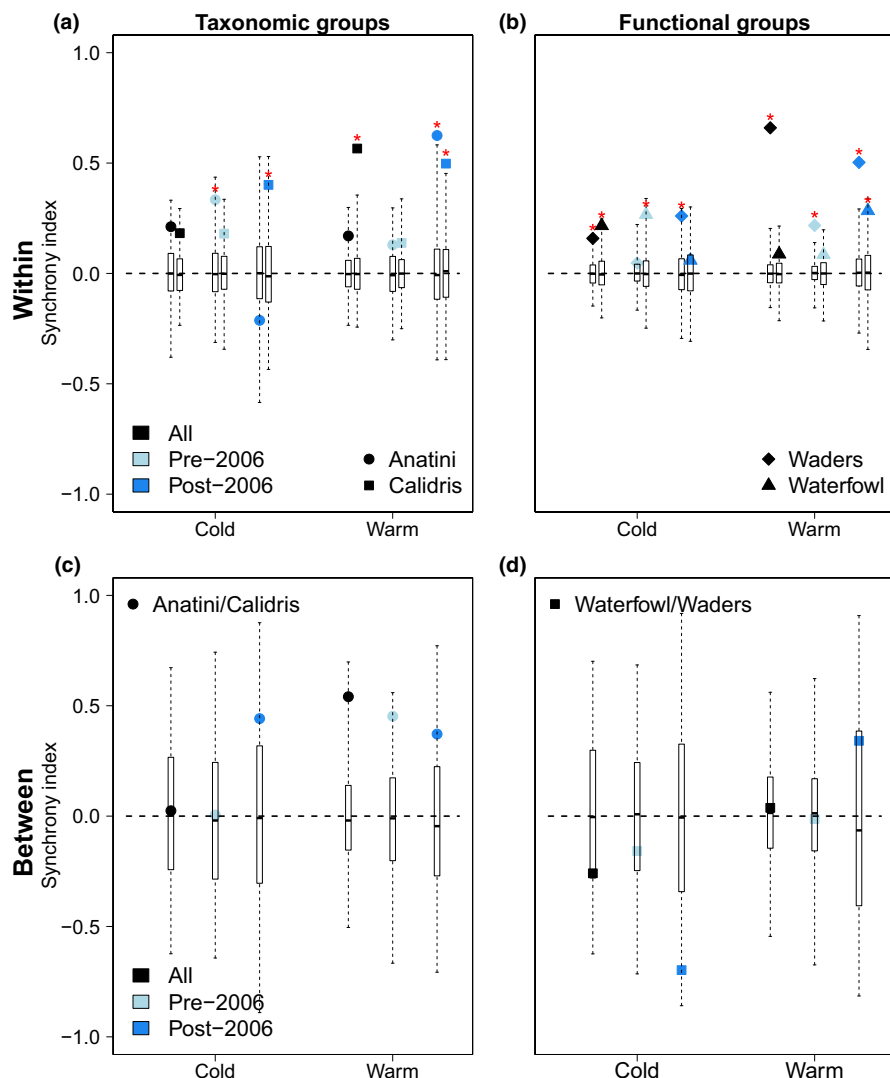 (a) Taxonomic groups
(b) Functional groups
1.0
0.5
0.0
−0.5
−1.0
Within
Synchrony index
* * * * *
* * * * * * * *
All
Pre−2006
Post−2006
Anatini
Calidris
Waders
Waterfowl
Cold Warm
Cold Warm
(c)
(d)
1.0
0.5
0.0
−0.5
−1.0
Between
Synchrony index
Anatini/Calidris
Waterfowl/Waders
All
Pre−2006
Post−2006
Cold Warm
Cold Warm